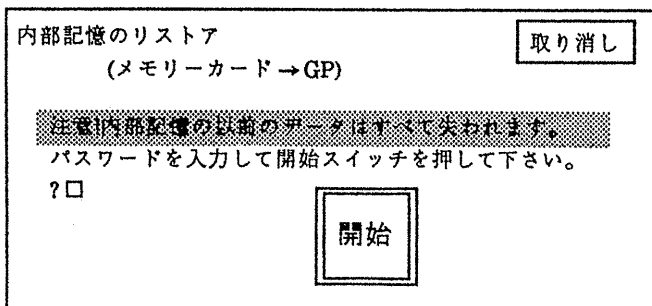 内部記憶のリストア
取り消し
(メモリーカード→GP)
注意!内部記憶の以前のデータはすべて失われます。
パスワードを入力して開始スイッチを押して下さい。
?□
開始